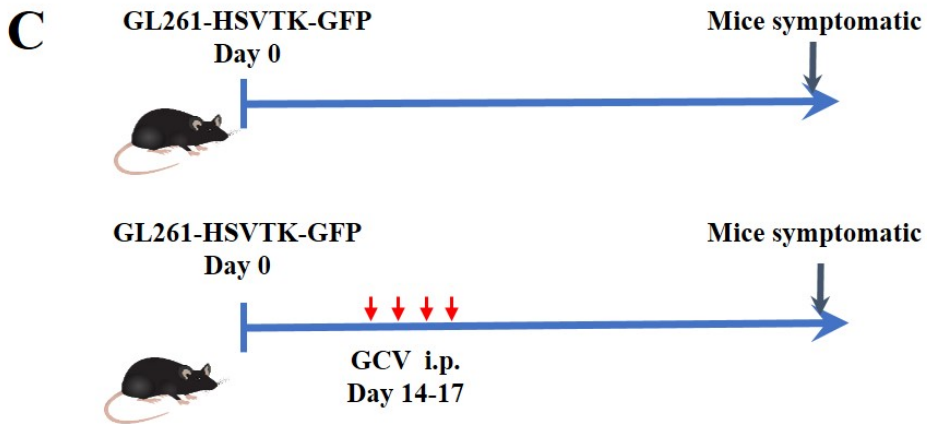 C
GL261-HSVTK-GFP
Day 0
Mice symptomatic
GL261-HSVTK-GFP
Day 0
Mice symptomatic
GCV i.p.
Day 14-17